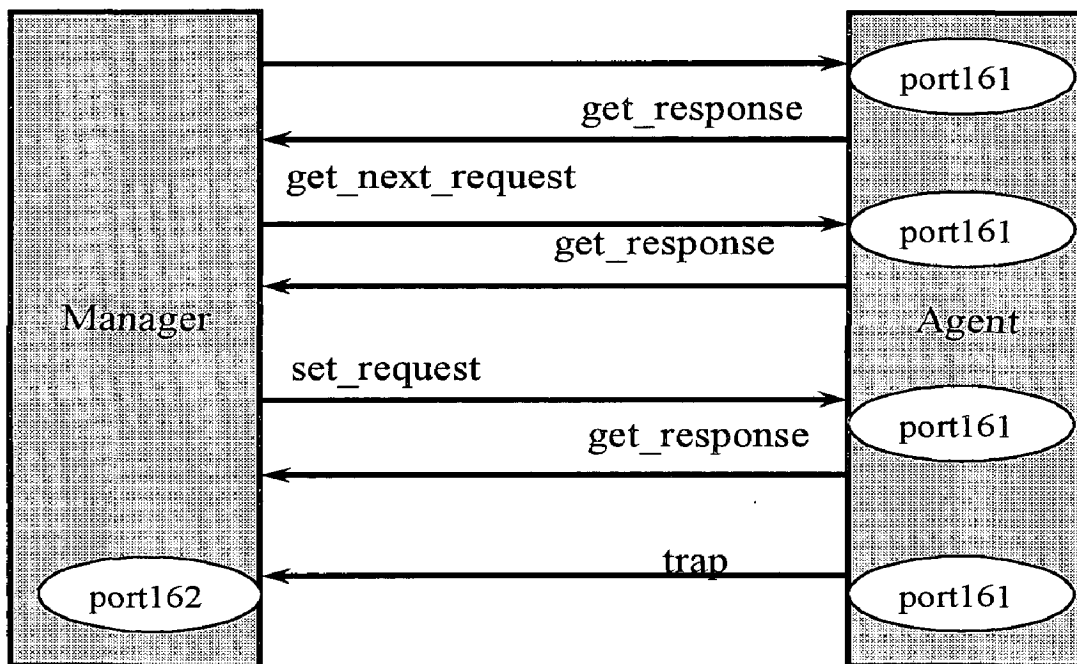 port161
get_response
get_next_request
port161
get_response
Manager
Agent
set_request
port161
get_response
trap
port162
port161